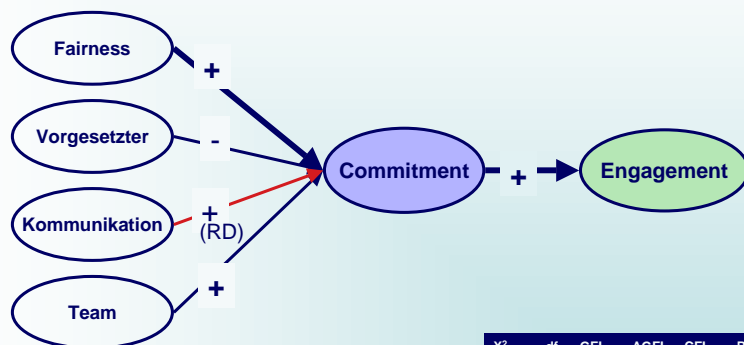 Fairness
+
Vorgesetzter
-
Commitment
+
Engagement
Kommunikation
+
(RD)
+
Team